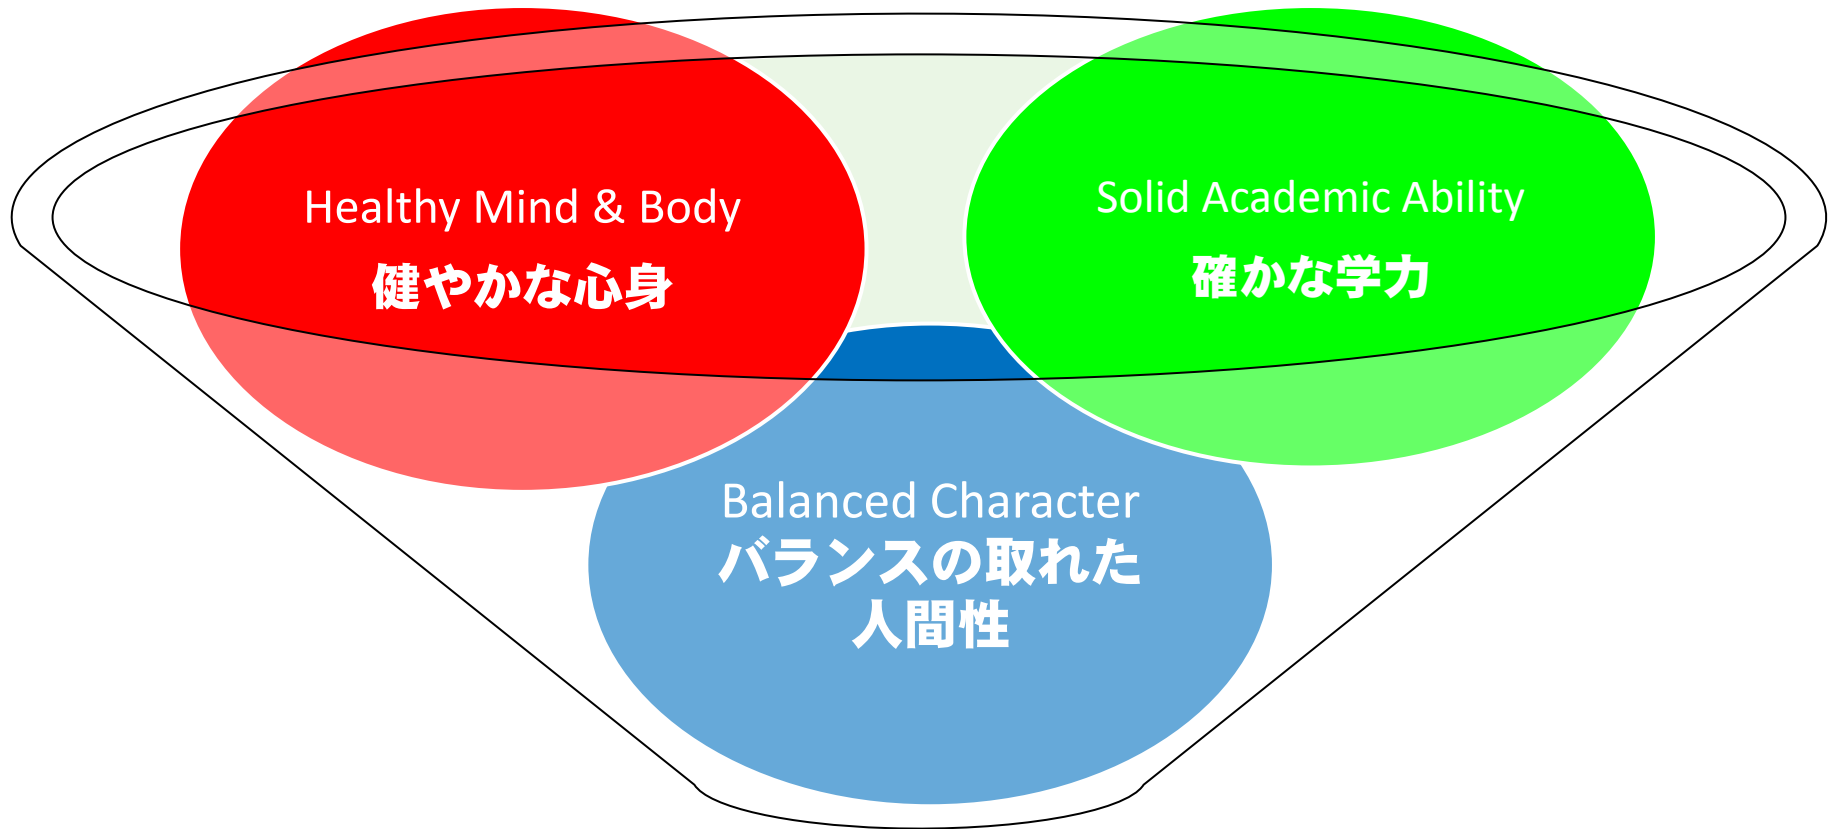 Healthy Mind & Body
健やかな心身
Solid Academic Ability
確かな学力
Balanced Character
バランスの取れた
人間性